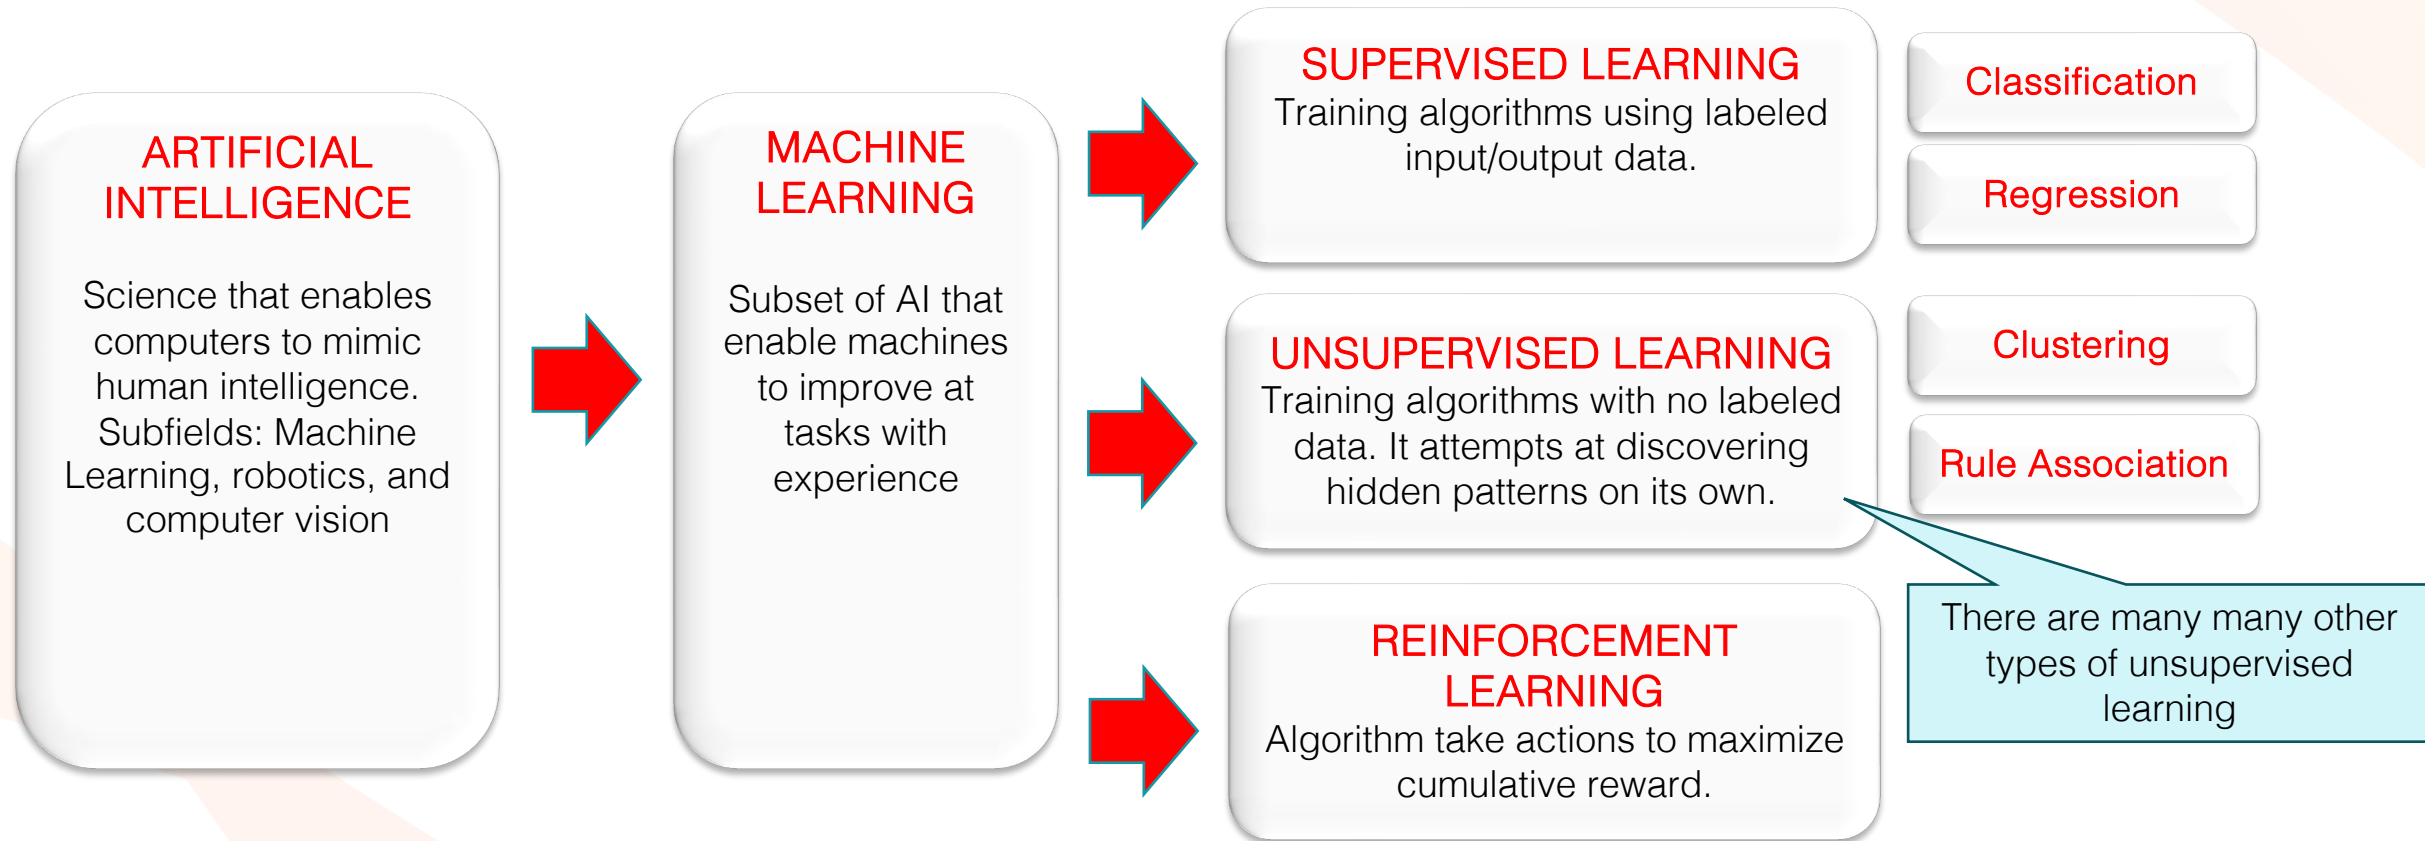 ARTIFICIAL
INTELLIGENCE
Science that enables
computers to mimic
human intelligence.
Subfields: Machine
Learning, robotics, and
computer vision
MACHINE
LEARNING
Subset of AI that
enable machines
to improve at
tasks with
experience
SUPERVISED LEARNING
Training algorithms using labeled
input/output data.
Classification
Regression
UNSUPERVISED LEARNING
Training algorithms with no labeled
data. It attempts at discovering
hidden patterns on its own.
Clustering
Rule Association
There are many many other
types of unsupervised
learning
REINFORCEMENT
LEARNING
Algorithm take actions to maximize
cumulative reward.